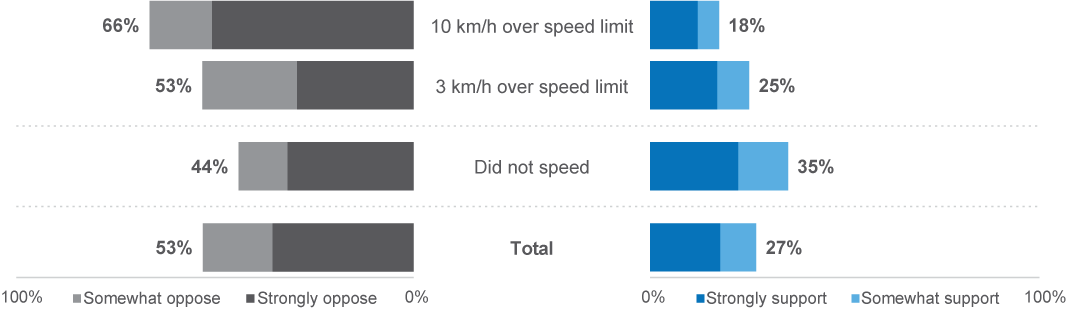 66% 10 km/h over speed limit 18%
53% 3 km/h over speed limit 25%
44% Did not speed 35%
53% Total 27%
100% Somewhat oppose Strongly oppose 0% 0% Strongly support Somewhat support 100%